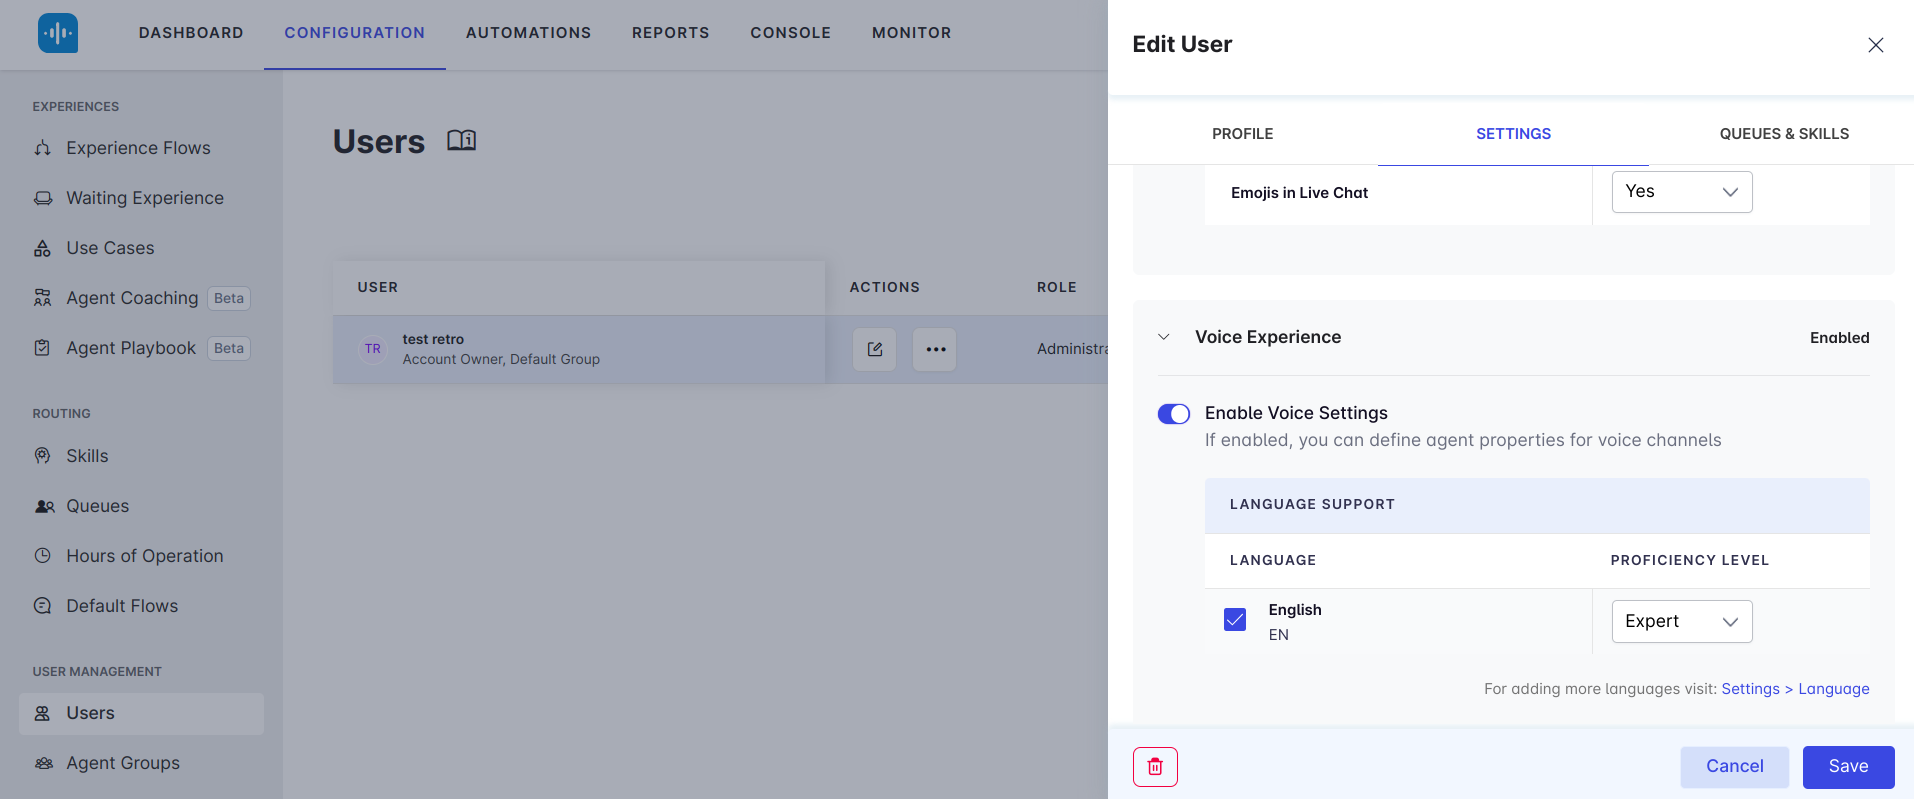 DASHBOARD
CONFIGURATION
AUTOMATIONS
REPORTS
CONSOLE
MONITOR
EXPERIENCES
Experience Flows
Waiting Experience
Use Cases
Agent Coaching Beta
Agent Playbook Beta
ROUTING
Skills
Queues
Hours of Operation
Default Flows
USER MANAGEMENT
Users
Agent Groups
Users
USER
ACTIONS
ROLE
TR
test retro
Account Owner, Default Group
Administra
Edit User
PROFILE
SETTINGS
QUEUES & SKILLS
Emojis in Live Chat
Yes
Voice Experience
Enabled
Enable Voice Settings
If enabled, you can define agent properties for voice channels
LANGUAGE SUPPORT
LANGUAGE
PROFICIENCY LEVEL
English
EN
Expert
For adding more languages visit: Settings > Language
Cancel
Save